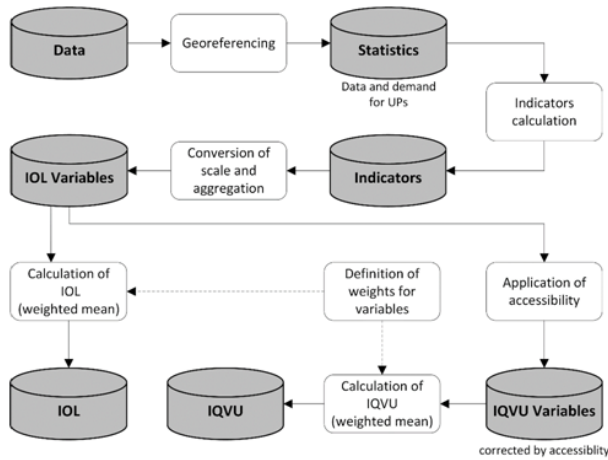 Data
Georeferencing
Statistics
Data and demand
for UPs
Indicators
calculation
IOL Variables
Conversion of
scale and
aggregation
Indicators
Calculation of
IOL
(weighted mean)
Definition of
weights for
variables
Application of
accessibility
IOL
IQVU
Calculation of
IQVU
(weighted mean)
IQVU Variables
corrected by accessiblity